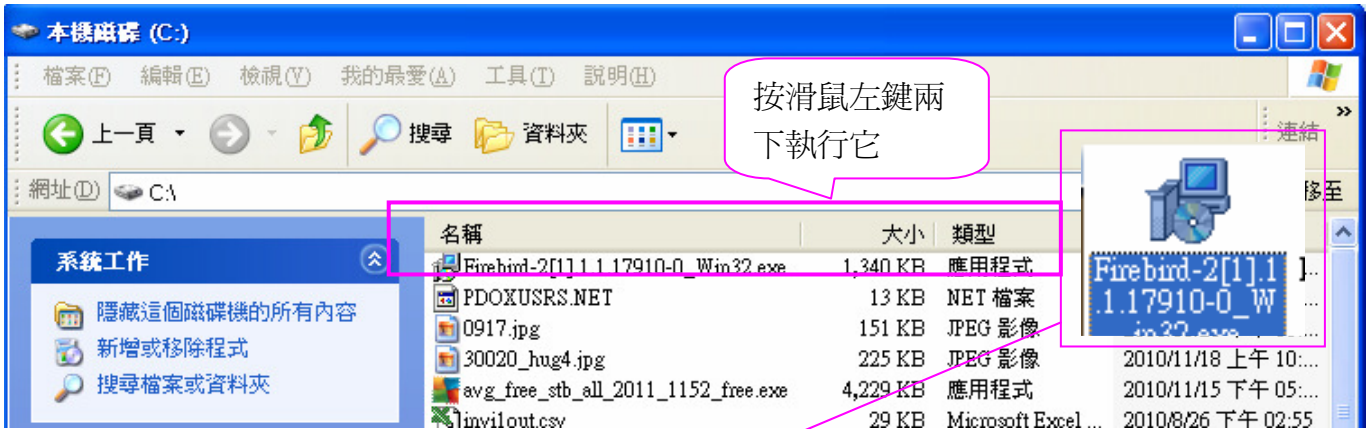 本機磁碟 (C:)
檔案(F) 編輯(E) 檢視(V) 我的最愛(A) 工具(T) 說明(H)
按滑鼠左鍵兩
下執行它
上一頁 搜尋 資料夾 連結 »
網址(D) C:\ 移至
名稱 大小 類型
系統工作
隱藏這個磁碟機的所有內容
新增或移除程式
搜尋檔案或資料夾
Firebird-2[1].1.1.17910-0_Win32.exe 1,340 KB 應用程式
PDOXUSRS.NET 13 KB NET 檔案
0917.jpg 151 KB JPEG 影像
30020_hug4.jpg 225 KB JPEG 影像 2010/11/18 上午 10:...
avg_free_stb_all_2011_1152_free.exe 4,229 KB 應用程式 2010/11/15 下午 05:...
invilout.csv 29 KB Microsoft Excel ... 2010/8/26 下午 02:55
Firebird-2[1].1
.1.17910-0_W
in32.exe